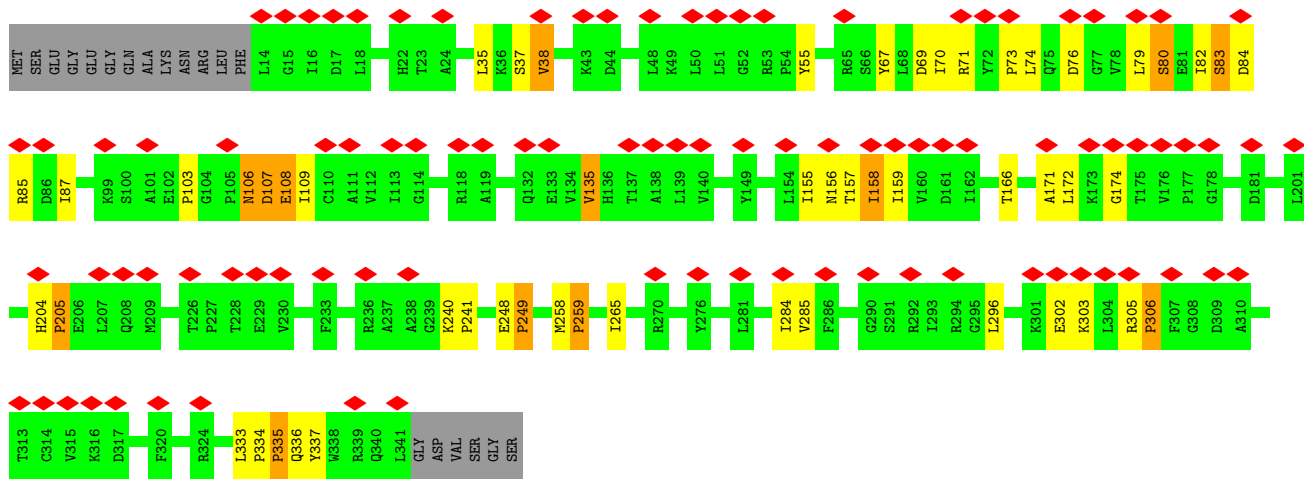 MET SER GLU GLY GLU GLY GLN ALA LYS ASN ARG LEU PHE L14 G15 I16 D17 L18 H22 T23 A24 L35 K36 S37 V38 K43 D44 L48 K49 L50 L51 G52 R53 P54 Y55 R65 S66 Y67 L68 D69 I70 R71 Y72 P73 L74 Q75 D76 G77 V78 L79 S80 E81 I82 S83 D84
R85 D86 I87 K99 S100 A101 E102 P103 G104 P105 N106 D107 E108 I109 C110 A111 V112 I113 G114 R118 A119 Q132 E133 V134 V135 H136 T137 A138 L139 V140 Y149 L154 I155 N156 T157 I158 I159 V160 D161 I162 T166 A171 L172 K173 G174 T175 V176 P177 G178 D181 L201
H204 P205 E206 L207 Q208 M209 T226 P227 T228 E229 V230 F233 R236 A237 A238 G239 K240 P241 E248 P249 M258 P259 I265 R270 Y276 L281 I284 V285 F286 G290 S291 R292 I293 R294 G295 L296 K301 E302 K303 L304 R305 P306 F307 G308 D309 A310
T313 C314 V315 K316 D317 F320 R324 L333 P334 P335 Q336 Y337 W338 R339 Q340 L341 GLY ASP VAL SER GLY SER